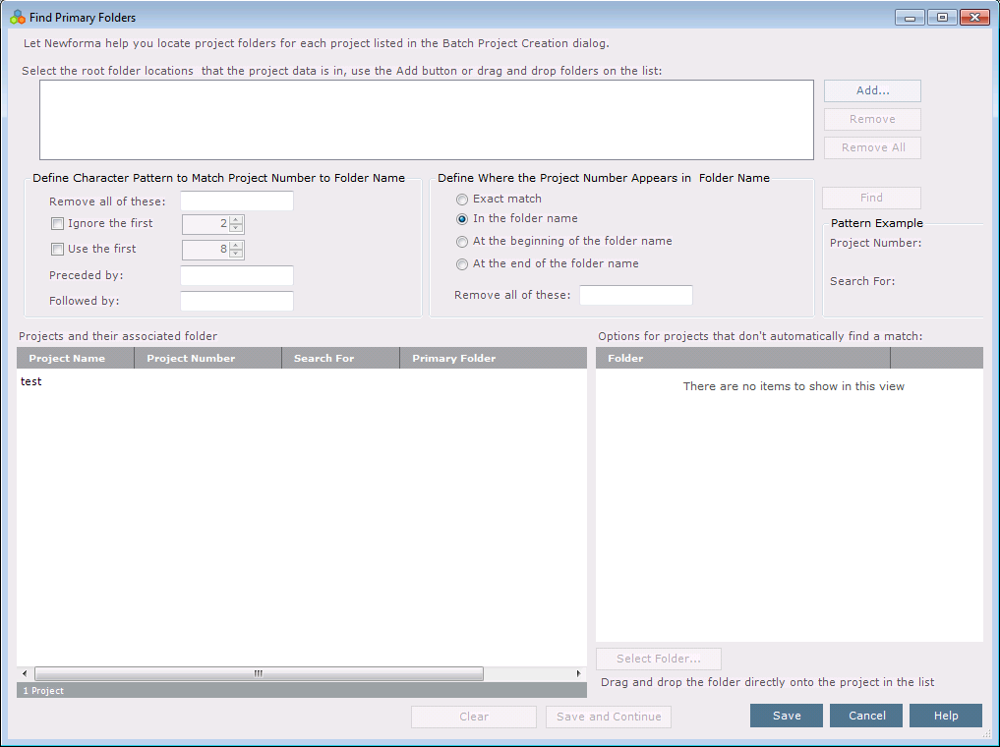 Find Primary Folders
Let Newforma help you locate project folders for each project listed in the Batch Project Creation dialog.
Select the root folder locations  that the project data is in, use the Add button or drag and drop folders on the list:
Add...
Remove
Remove All
Define Character Pattern to Match Project Number to Folder Name
Remove all of these:
Ignore the first 2
Use the first 8
Preceded by:
Followed by:
Define Where the Project Number Appears in  Folder Name
Exact match
In the folder name
At the beginning of the folder name
At the end of the folder name
Remove all of these:
Find
Pattern Example
Project Number:
Search For:
Projects and their associated folder
Project Name Project Number Search For Primary Folder
test
1 Project
Options for projects that don't automatically find a match:
Folder
There are no items to show in this view
Select Folder...
Drag and drop the folder directly onto the project in the list
Clear Save and Continue Save Cancel Help